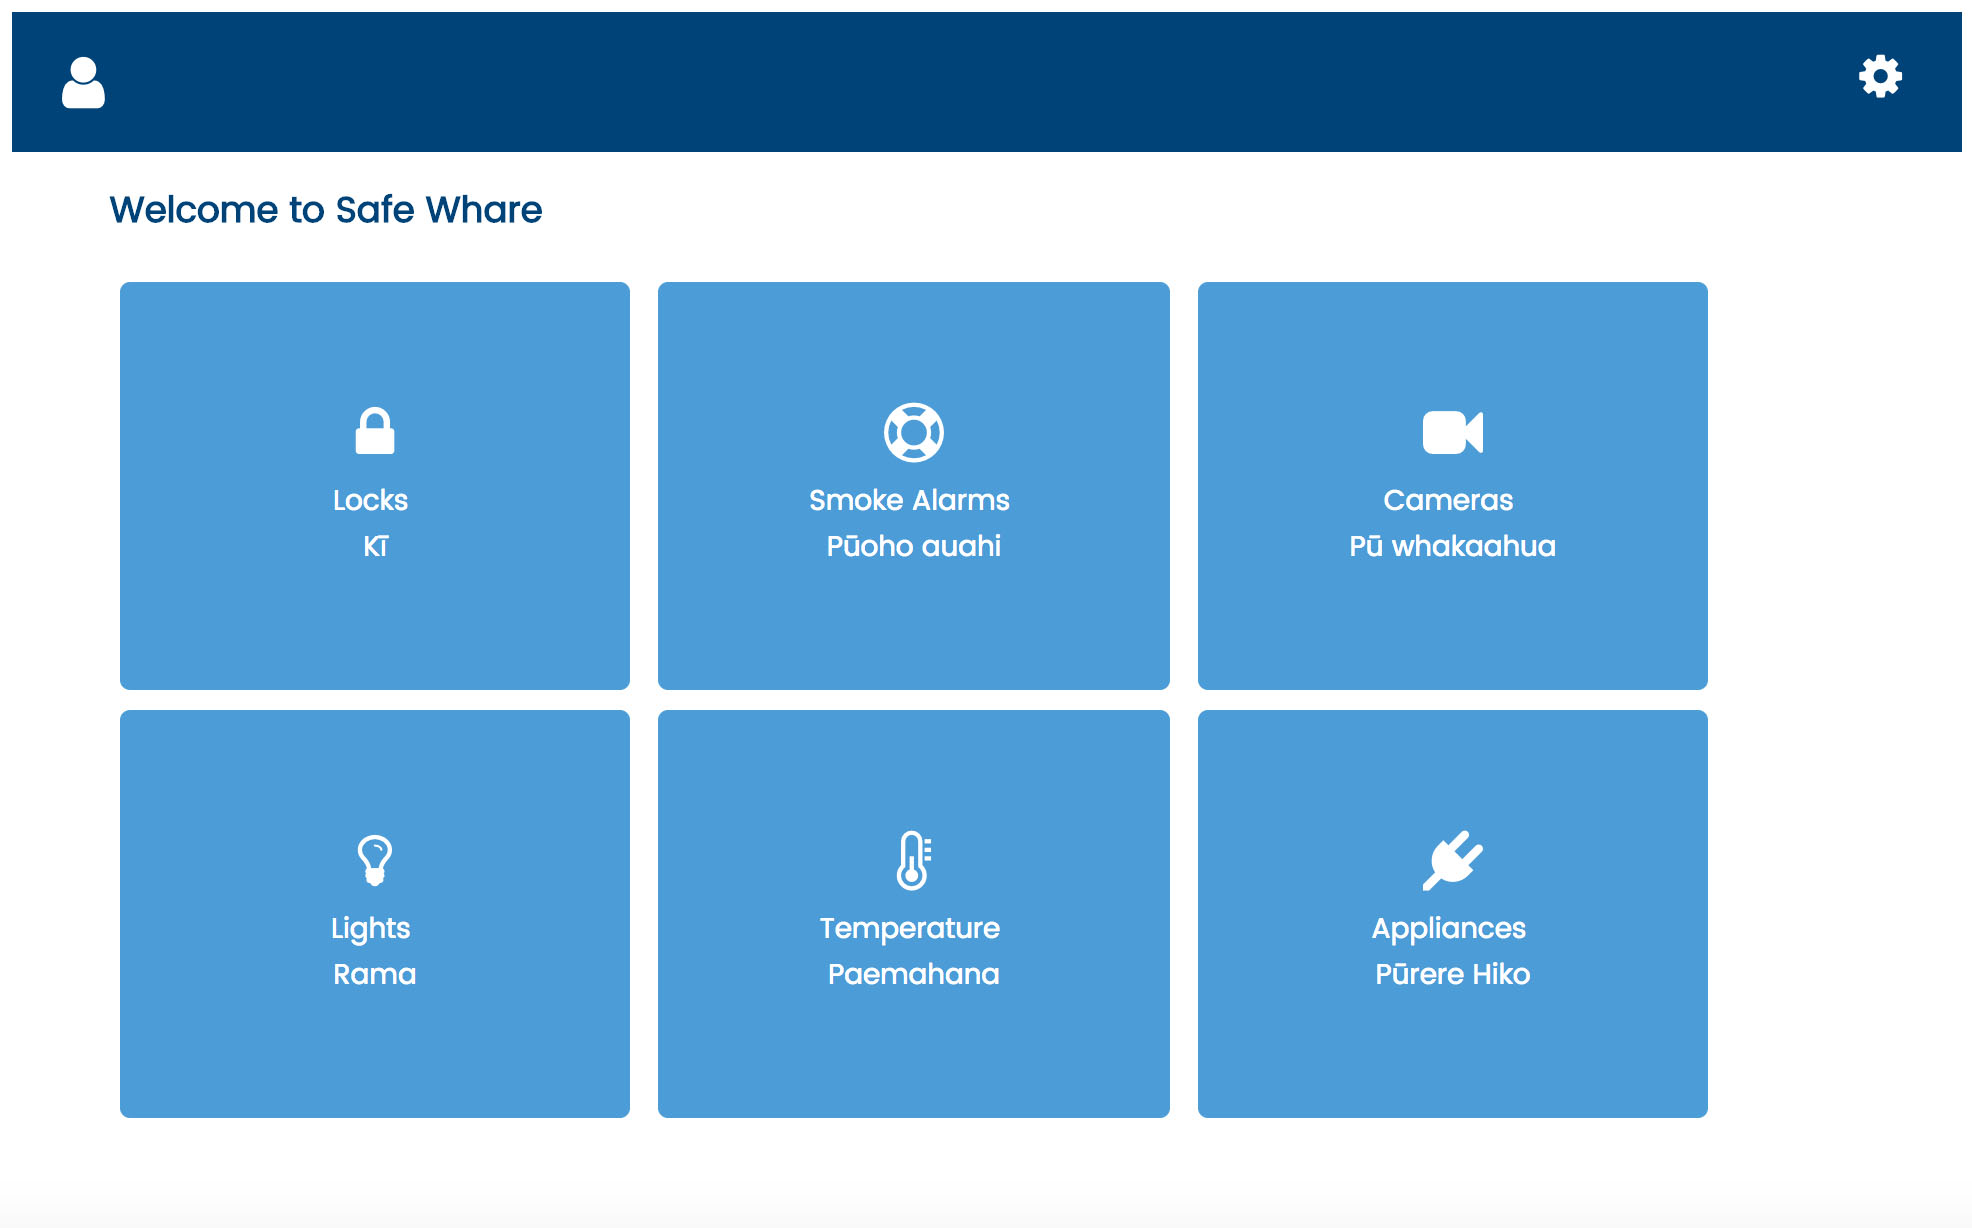 Welcome to Safe Whare
Locks
Kī
Smoke Alarms
Pūoho auahi
Cameras
Pū whakaahua
Lights
Rama
Temperature
Paemahana
Appliances
Pūrere Hiko